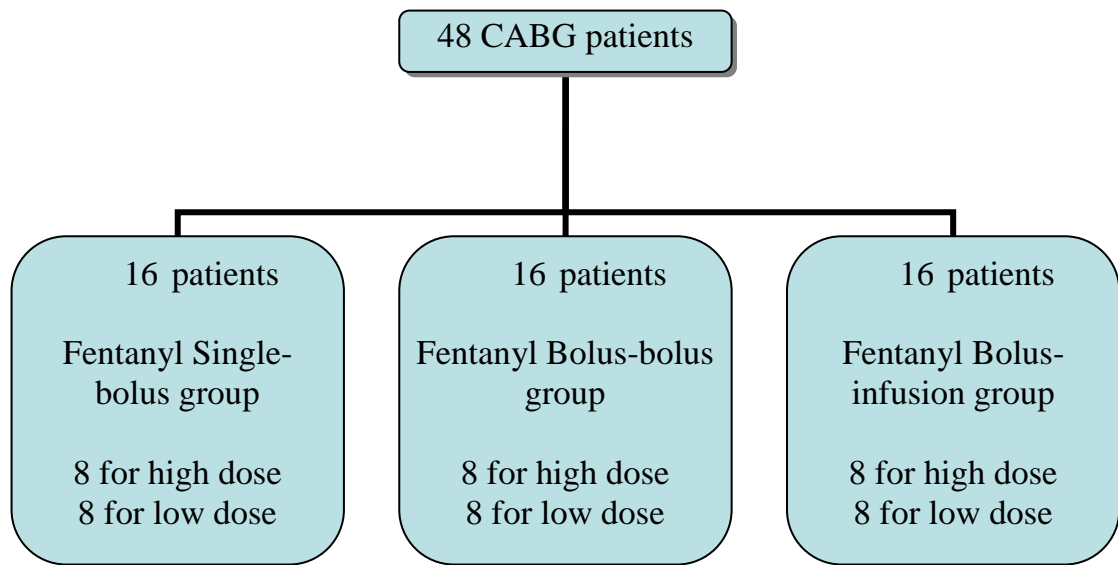 48 CABG patients
16 patients
Fentanyl Single-
bolus group
8 for high dose
8 for low dose
16 patients
Fentanyl Bolus-bolus
group
8 for high dose
8 for low dose
16 patients
Fentanyl Bolus-
infusion group
8 for high dose
8 for low dose